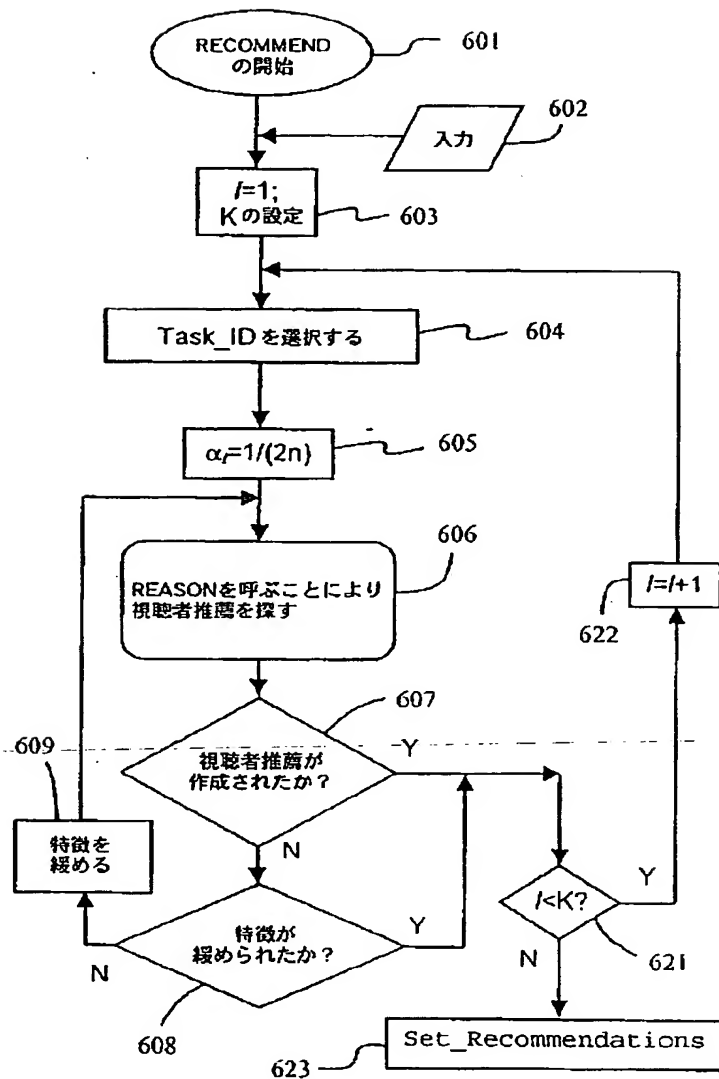 RECOMMEND
の開始
601
入力
602
l=1;
Kの設定
603
Task_IDを選択する
604
αl=1/(2n)
605
REASONを呼ぶことにより
視聴者推薦を探す
606
l=l+1
622
視聴者推薦が
作成されたか?
607
Y
N
609
特徴を
緩める
特徴が
緩められたか?
Y
N
608
l<K?
Y
N
621
Set_Recommendations
623